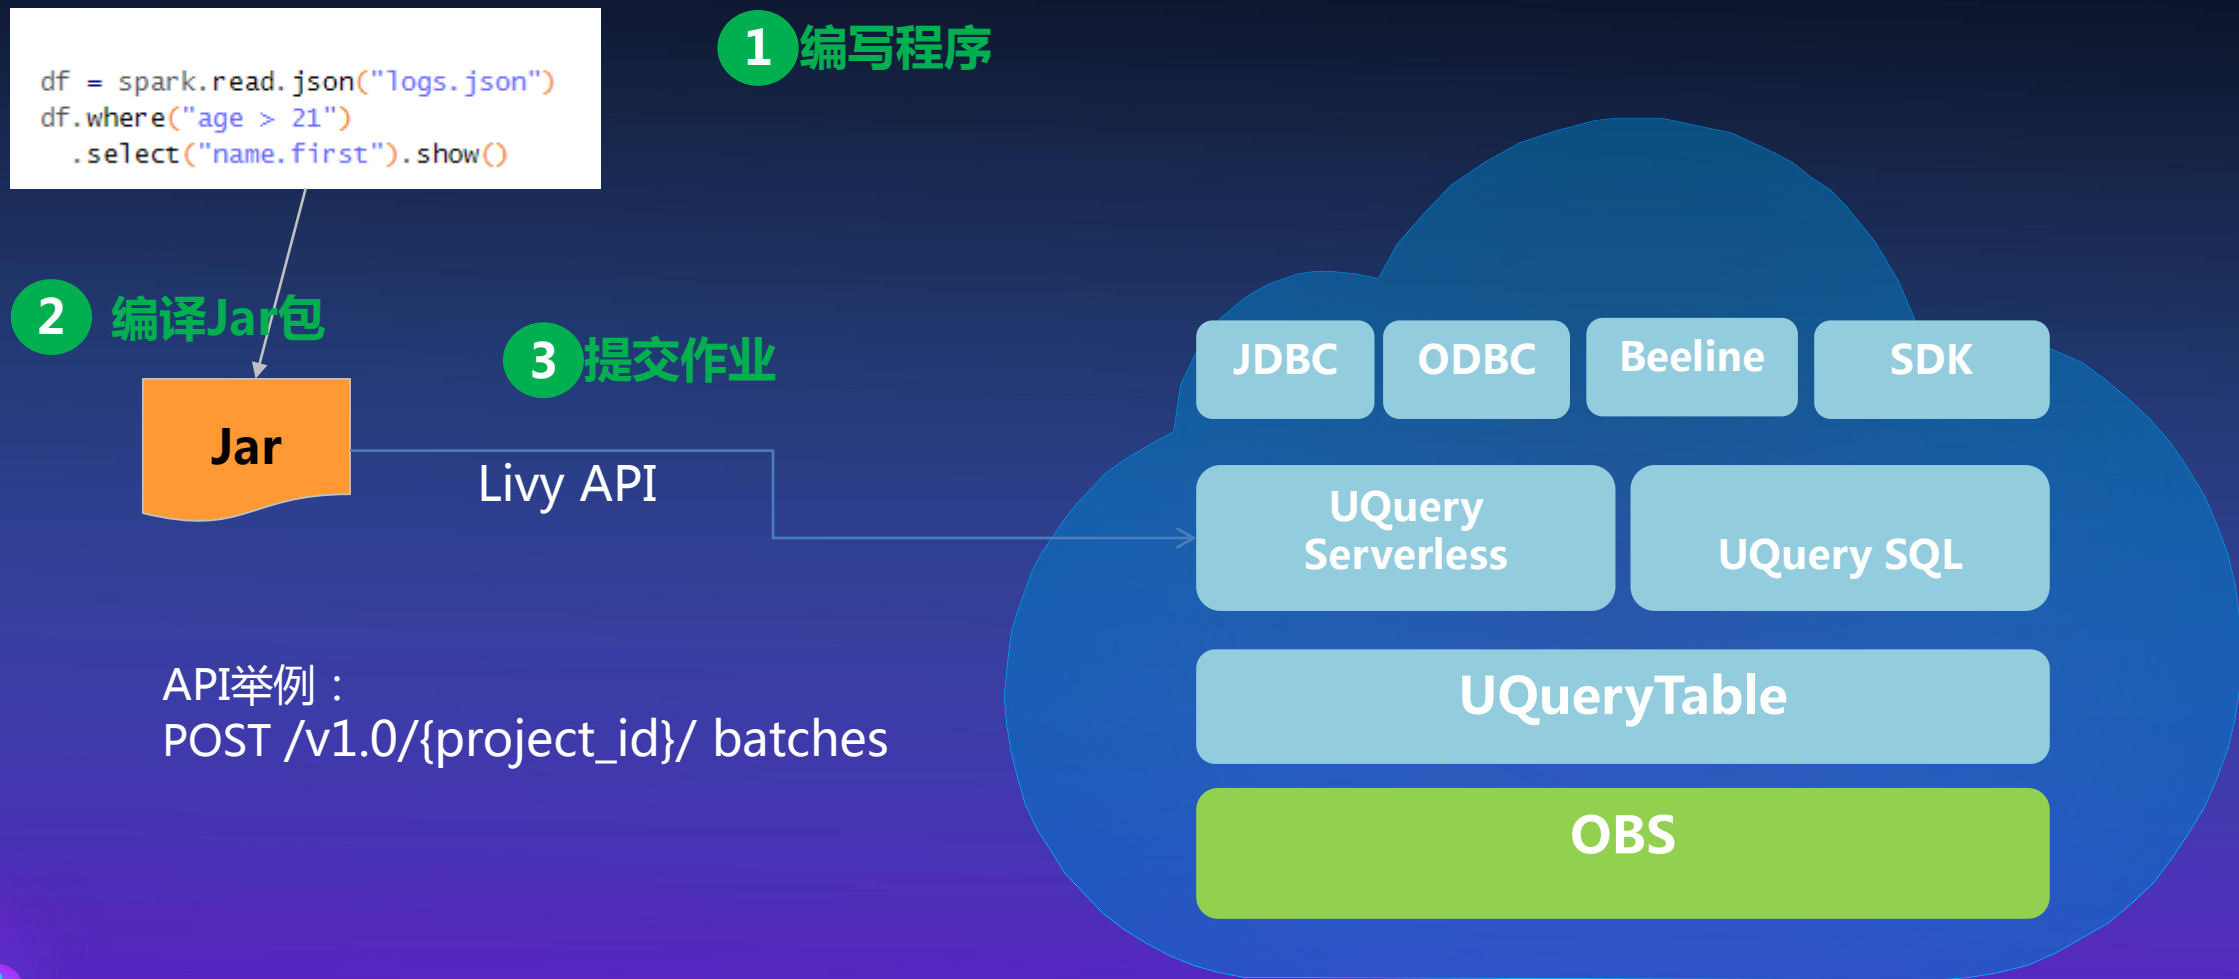 df = spark.read.json("logs.json")
df.where("age > 21")
  .select("name.first").show()
1 编写程序
2 编译Jar包
3 提交作业
Jar
Livy API
API举例：
POST /v1.0/{project_id}/ batches
JDBC
ODBC
Beeline
SDK
UQuery
Serverless
UQuery SQL
UQueryTable
OBS